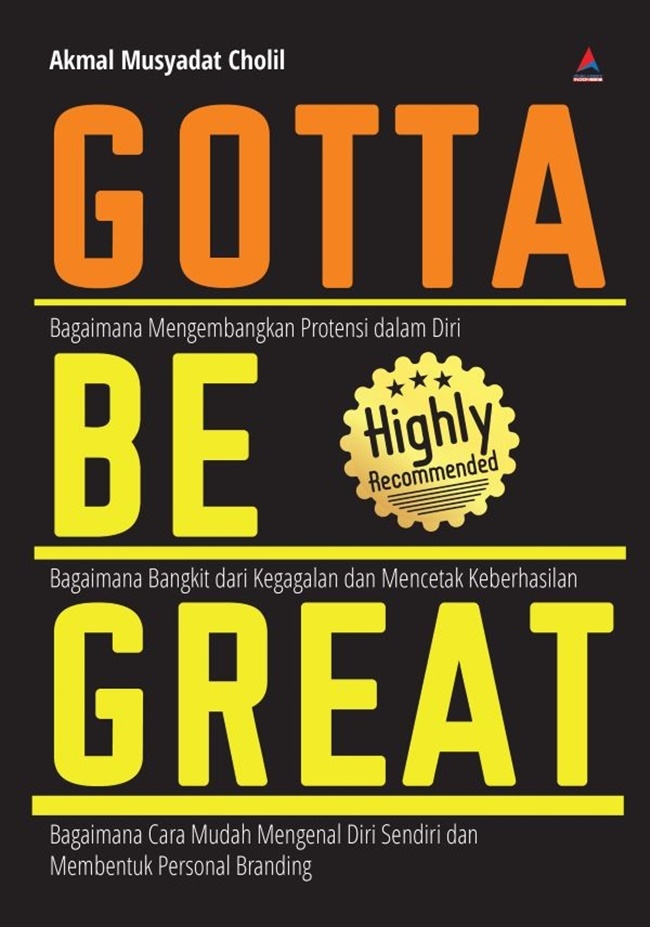 Akmal Musyadat Cholil
INDONESIA
GOTTA
Bagaimana Mengembangkan Protensi dalam Diri
BE
Highly
Recommended
Bagaimana Bangkit dari Kegagalan dan Mencetak Keberhasilan
GREAT
Bagaimana Cara Mudah Mengenal Diri Sendiri dan
Membentuk Personal Branding